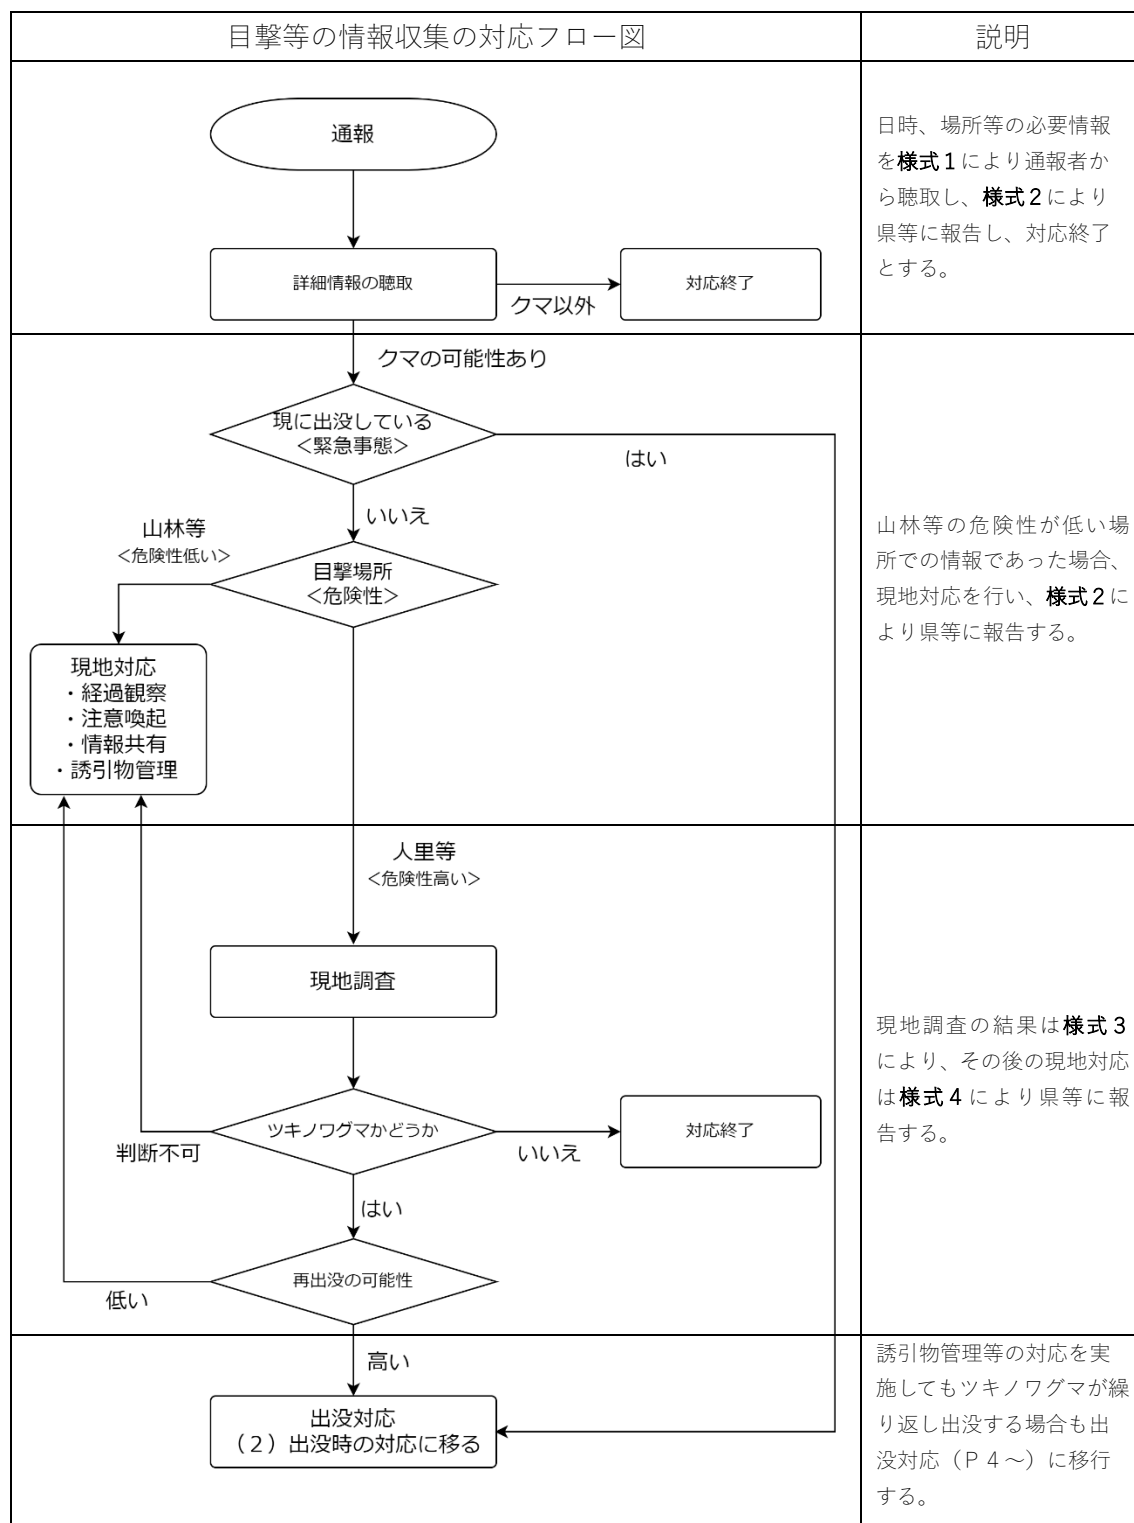 目撃等の情報収集の対応フロー図
説明
通報
詳細情報の聴取
クマ以外
対応終了
日時、場所等の必要情報
を様式1により通報者か
ら聴取し、様式2により
県等に報告し、対応終了
とする。
クマの可能性あり
現に出没している
<緊急事態>
はい
いいえ
山林等
<危険性低い>
目撃場所
<危険性>
現地対応
・経過観察
・注意喚起
・情報共有
・誘引物管理
山林等の危険性が低い場
所での情報であった場合、
現地対応を行い、様式2に
より県等に報告する。
人里等
<危険性高い>
現地調査
ツキノワグマかどうか
判断不可
いいえ
対応終了
はい
再出没の可能性
低い
現地調査の結果は様式3
により、その後の現地対応
は様式4により県等に報
告する。
高い
出没対応
(2)出没時の対応に移る
誘引物管理等の対応を実
施してもツキノワグマが繰
り返し出没する場合も出
没対応(P4~)に移行
する。